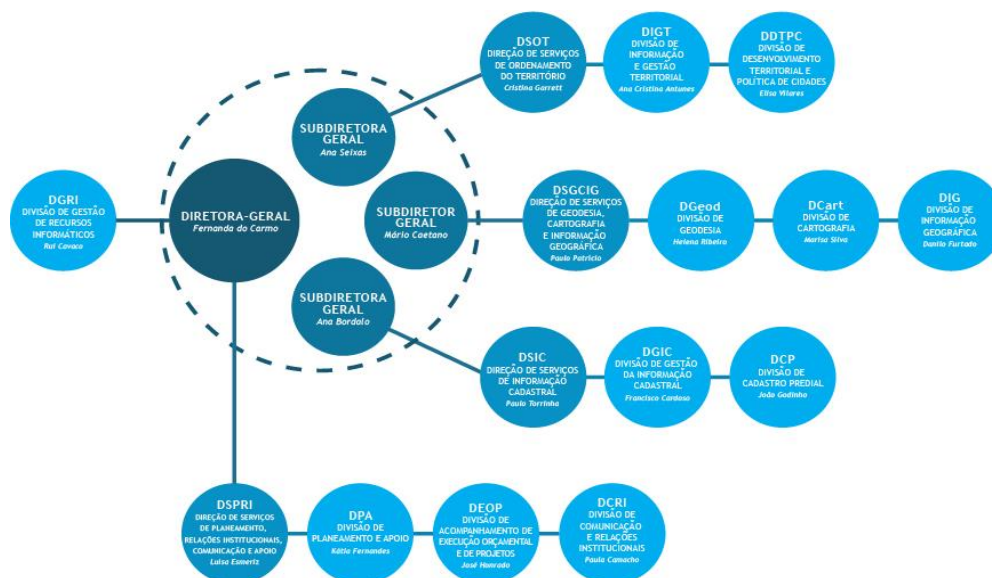 DSOT
DIREÇÃO DE SERVIÇOS
DE ORDENAMENTO
DO TERRITÓRIO
Cristina Garrett
DIGT
DIVISÃO DE
INFORMAÇÃO
E GESTÃO
TERRITORIAL
Ana Cristina Antunes
DDTPC
DIVISÃO DE
DESENVOLVIMENTO
TERRITORIAL E
POLÍTICA DE CIDADES
Elisa Vilares
SUBDIRETORA
GERAL
Ana Seixas
DGRI
DIVISÃO DE GESTÃO
DE RECURSOS
INFORMÁTICOS
Rui Cavaco
DIRETORA-GERAL
Fernanda do Carmo
SUBDIRETOR
GERAL
Mário Caetano
DSGCIG
DIREÇÃO DE SERVIÇOS
DE GEODESIA,
CARTOGRAFIA
E INFORMAÇÃO
GEOGRÁFICA
Paulo Patrício
DGeod
DIVISÃO DE
GEODESIA
Helena Ribeiro
DCart
DIVISÃO DE
CARTOGRAFIA
Marisa Silva
DIG
DIVISÃO DE
INFORMAÇÃO
GEOGRÁFICA
Danilo Furtado
SUBDIRETORA
GERAL
Ana Bordalo
DSIC
DIREÇÃO DE SERVIÇOS
DE INFORMAÇÃO
CADASTRAL
Paulo Torrinha
DGIC
DIVISÃO DE GESTÃO
DA INFORMAÇÃO
CADASTRAL
Francisco Cardoso
DCP
DIVISÃO DE
CADASTRO PREDIAL
João Godinho
DSPRI
DIREÇÃO DE SERVIÇOS
DE PLANEAMENTO,
RELAÇÕES INSTITUCIONAIS,
COMUNICAÇÃO E APOIO
Luísa Esmeriz
DPA
DIVISÃO DE
PLANEAMENTO E APOIO
Kátia Fernandes
DEOP
DIVISÃO DE
ACOMPANHAMENTO DE
EXECUÇÃO ORÇAMENTAL
E DE PROJETOS
José Honrado
DCRI
DIVISÃO DE
COMUNICAÇÃO
E RELAÇÕES
INSTITUCIONAIS
Paula Camacho